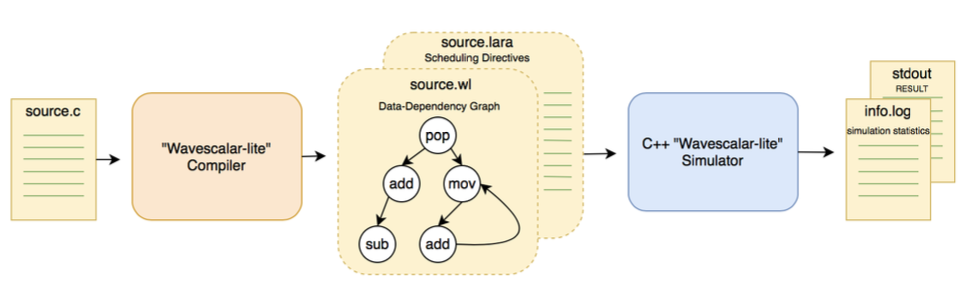 source.c
"Wavescalar-lite"
Compiler
source.lara
Scheduling Directives
source.wl
Data-Dependency Graph
pop
add
mov
sub
add
C++ "Wavescalar-lite"
Simulator
stdout
RESULT
info.log
simulation statistics